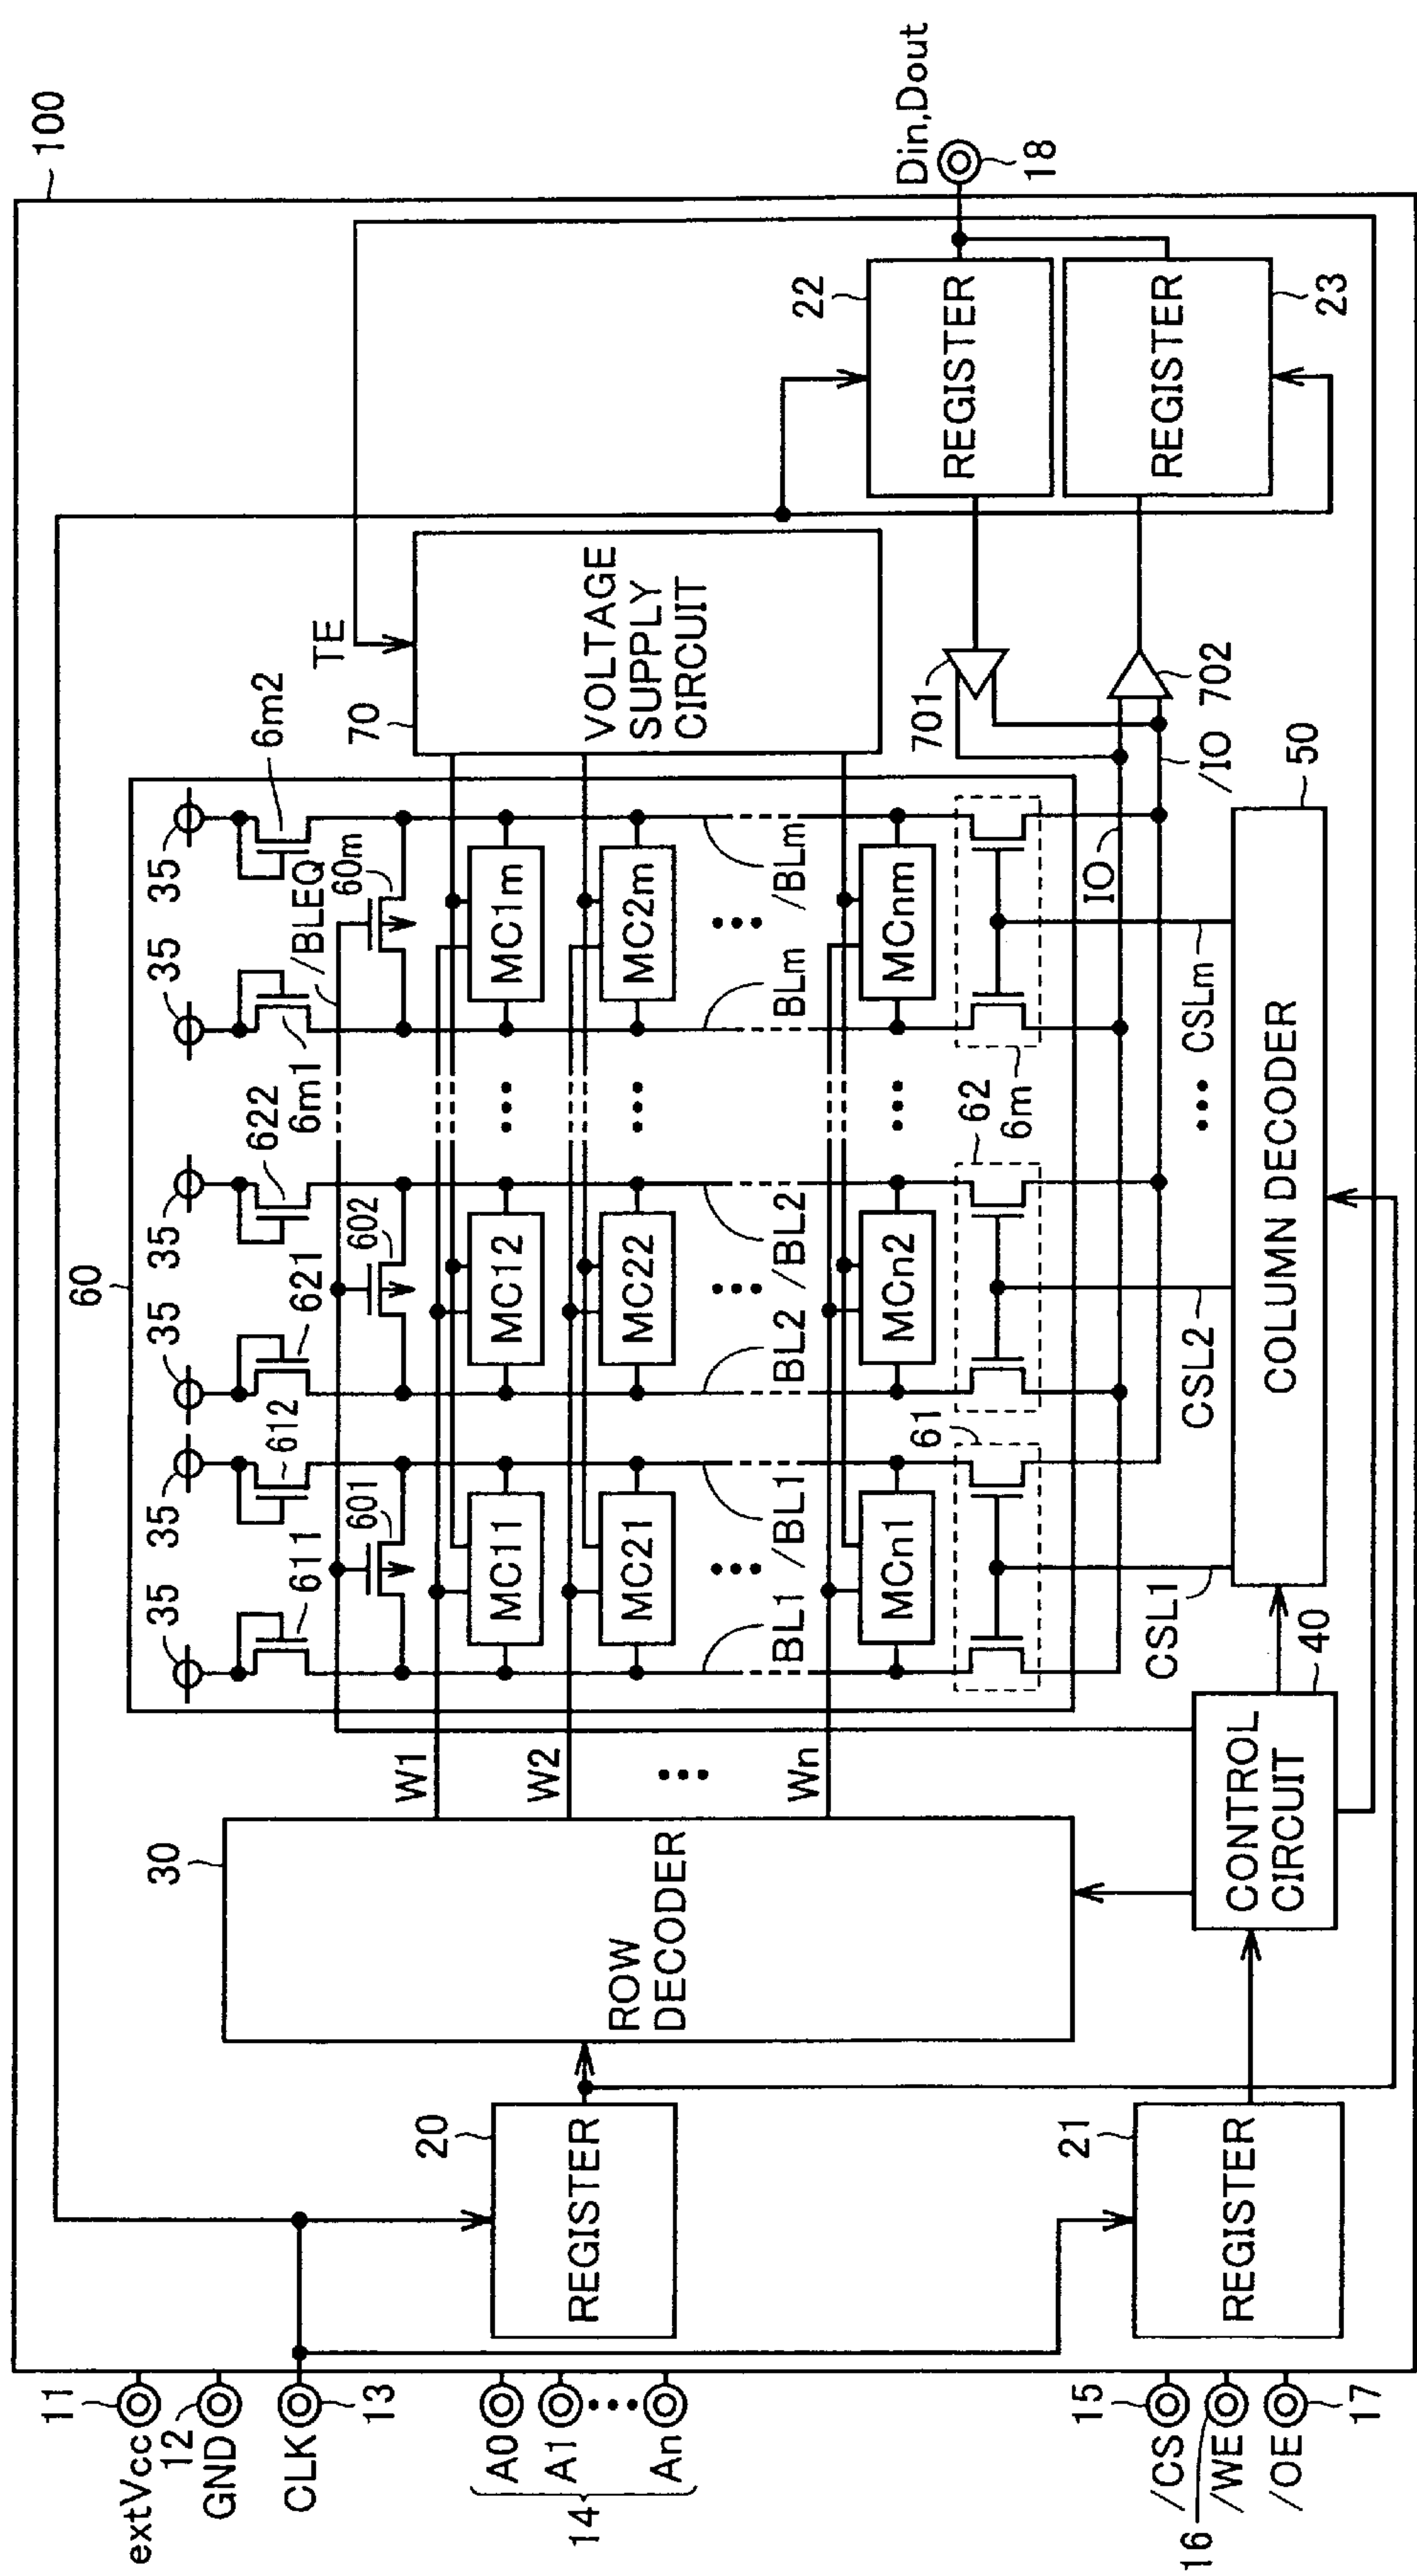 100
extVcc
11
12
GND
CLK
13
14
A0
A1
An
15
/CS
16
/WE
/OE
17
20
REGISTER
21
REGISTER
30
ROW
DECODER
W1
W2
Wn
CONTROL
CIRCUIT
40
60
35
35
35
35
35
35
611
612
621
622
6m1
6m2
601
602
60m
/BLEQ
MC11
MC12
MC1m
MC21
MC22
MC2m
BL1
/BL1
BL2
/BL2
BLm
/BLm
MCn1
MCn2
MCnm
61
62
6m
CSL1
CSL2
CSLm
COLUMN DECODER
50
IO
/IO
TE
70
VOLTAGE
SUPPLY
CIRCUIT
701
702
22
REGISTER
REGISTER
23
Din,Dout
18